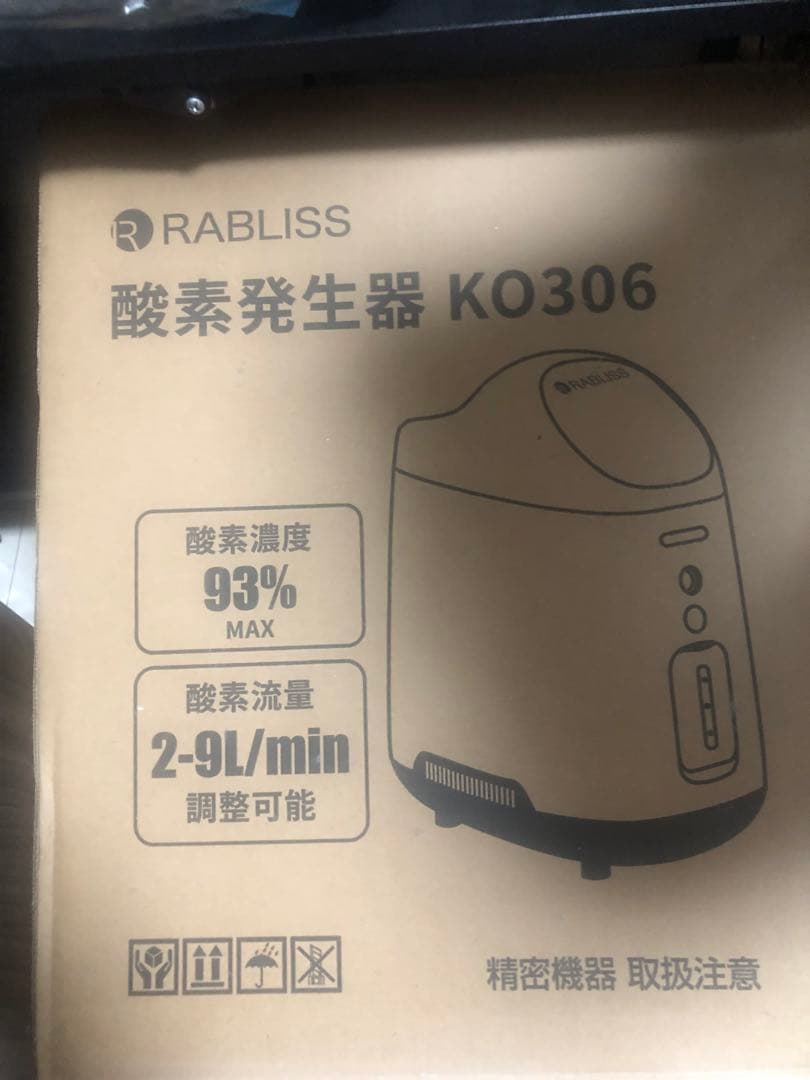 RABLISS
酸素発生器 KO306
RABLISS
酸素濃度
93%
MAX
酸素流量
2-9L/min
調整可能
精密機器 取扱注意